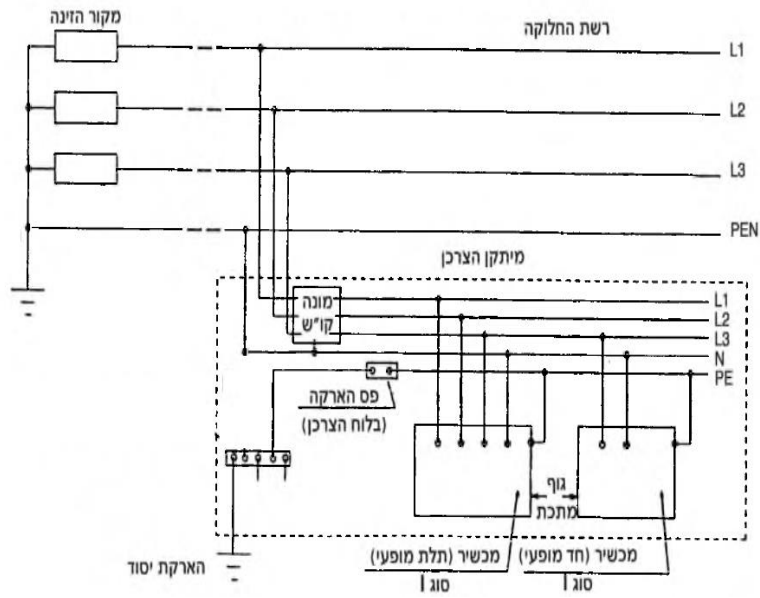 מקור הזינה
רשת החלוקה
L1
L2
L3
PEN
מיתקן הצרכן
מונה
קו"ש
L1
L2
L3
N
PE
פס הארקה
(בלוח הצרכן)
גוף
מתכת
הארקת יסוד
מכשיר (תלת מופעי)
סוג I
מכשיר (חד מופעי)
סוג I